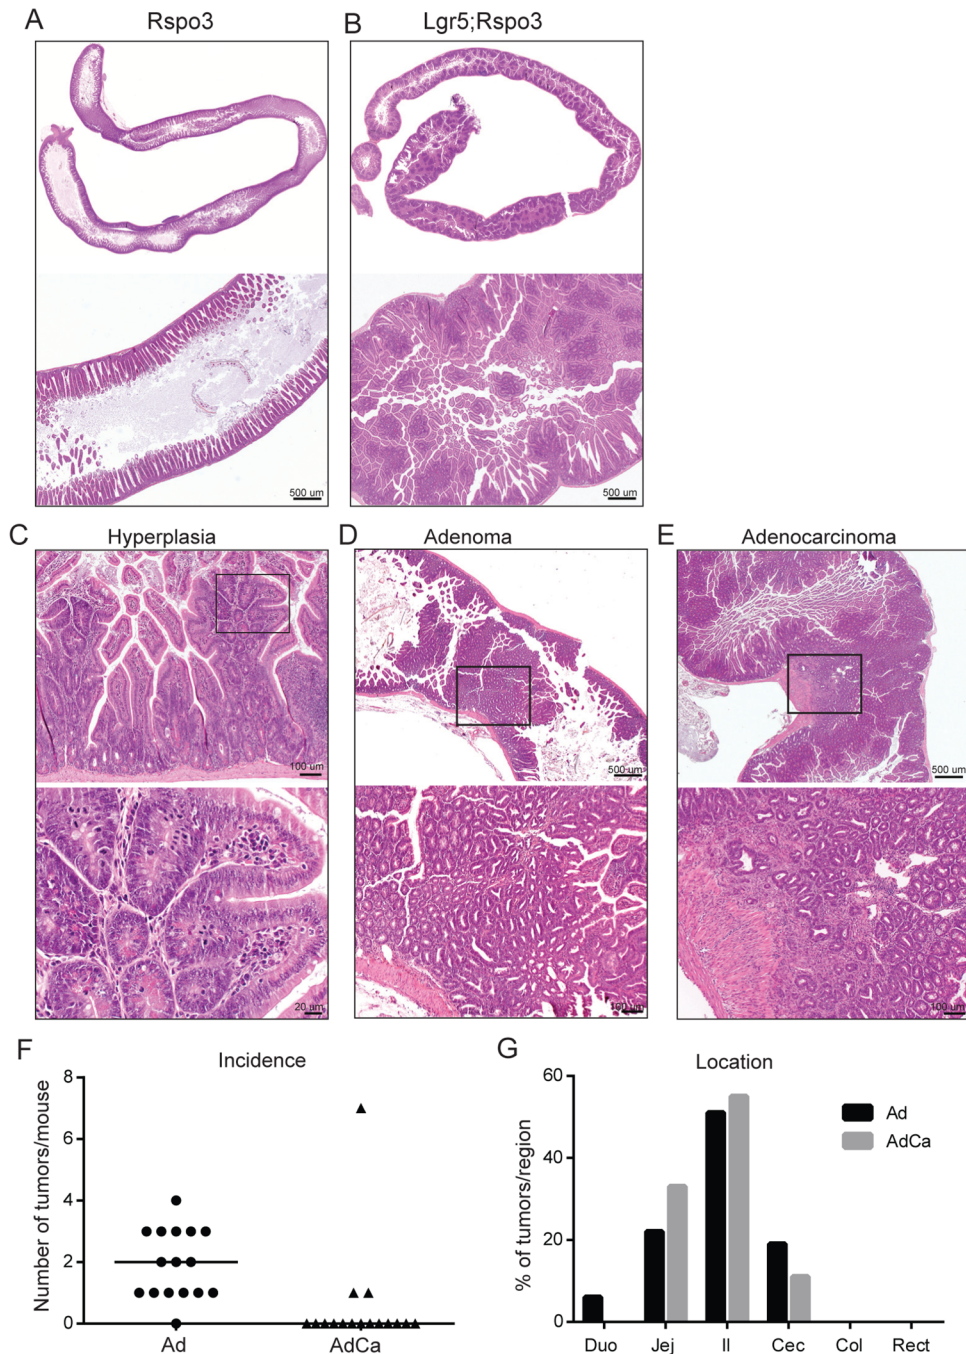 A
Rspo3
B
Lgr5;Rspo3
500 um
500 um
C
Hyperplasia
D
Adenoma
E
Adenocarcinoma
100 um
500 um
500 um
20 µm
100 um
100 um
F
Incidence
Number of tumors/mouse
8
6
4
2
0
Ad
AdCa
G
Location
% of tumors/region
60
40
20
0
Ad
AdCa
Duo
Jej
Il
Cec
Col
Rect